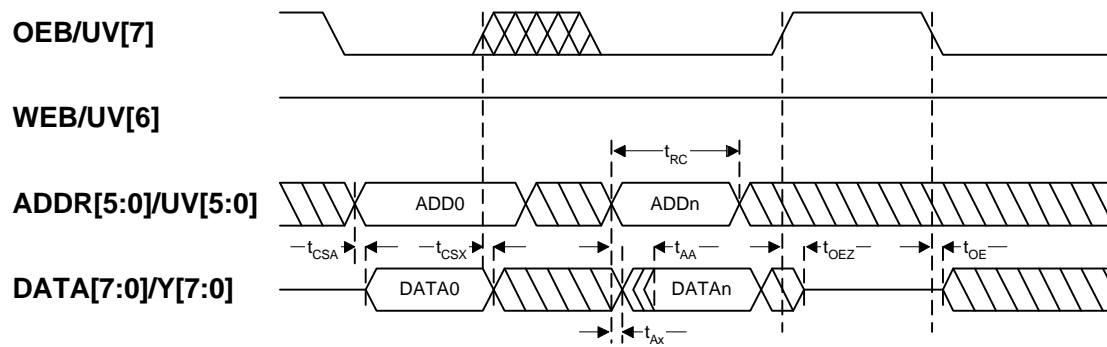 OEB/UV[7]
WEB/UV[6]
tRC
ADDR[5:0]/UV[5:0]
ADD0
ADDn
tCSA
tCSX
tAA
tOEZ
tOE
DATA[7:0]/Y[7:0]
DATA0
DATAn
tAx